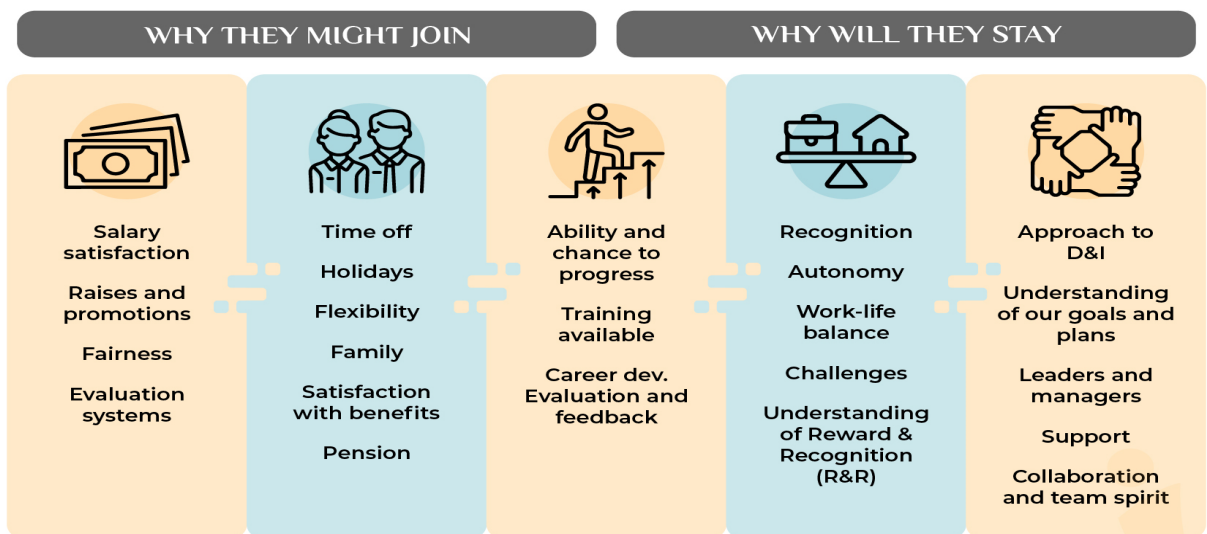 WHY THEY MIGHT JOIN
WHY WILL THEY STAY
Salary
satisfaction
Raises and
promotions
Fairness
Evaluation
systems
Time off
Holidays
Flexibility
Family
Satisfaction
with benefits
Pension
Ability and
chance to
progress
Training
available
Career dev.
Evaluation and
feedback
Recognition
Autonomy
Work-life
balance
Challenges
Understanding
of Reward &
Recognition
(R&R)
Approach to
D&I
Understanding
of our goals and
plans
Leaders and
managers
Support
Collaboration
and team spirit